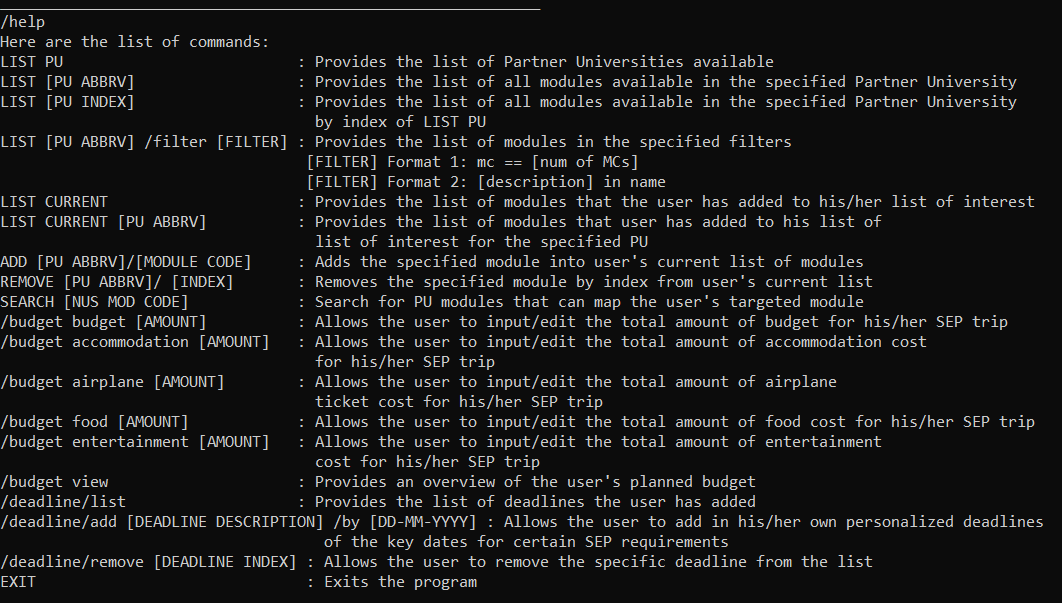 /help
Here are the list of commands:
LIST PU : Provides the list of Partner Universities available
LIST [PU ABBRV] : Provides the list of all modules available in the specified Partner University
LIST [PU INDEX] : Provides the list of all modules available in the specified Partner University
by index of LIST PU
LIST [PU ABBRV] /filter [FILTER] : Provides the list of modules in the specified filters
[FILTER] Format 1: mc == [num of MCs]
[FILTER] Format 2: [description] in name
LIST CURRENT : Provides the list of modules that the user has added to his/her list of interest
LIST CURRENT [PU ABBRV] : Provides the list of modules that user has added to his list of
list of interest for the specified PU
ADD [PU ABBRV]/[MODULE CODE] : Adds the specified module into user's current list of modules
REMOVE [PU ABBRV]/ [INDEX] : Removes the specified module by index from user's current list
SEARCH [NUS MOD CODE] : Search for PU modules that can map the user's targeted module
/budget budget [AMOUNT] : Allows the user to input/edit the total amount of budget for his/her SEP trip
/budget accommodation [AMOUNT] : Allows the user to input/edit the total amount of accommodation cost
for his/her SEP trip
/budget airplane [AMOUNT] : Allows the user to input/edit the total amount of airplane
ticket cost for his/her SEP trip
/budget food [AMOUNT] : Allows the user to input/edit the total amount of food cost for his/her SEP trip
/budget entertainment [AMOUNT] : Allows the user to input/edit the total amount of entertainment
cost for his/her SEP trip
/budget view : Provides an overview of the user's planned budget
/deadline/list : Provides the list of deadlines the user has added
/deadline/add [DEADLINE DESCRIPTION] /by [DD-MM-YYYY] : Allows the user to add in his/her own personalized deadlines
of the key dates for certain SEP requirements
/deadline/remove [DEADLINE INDEX] : Allows the user to remove the specific deadline from the list
EXIT : Exits the program